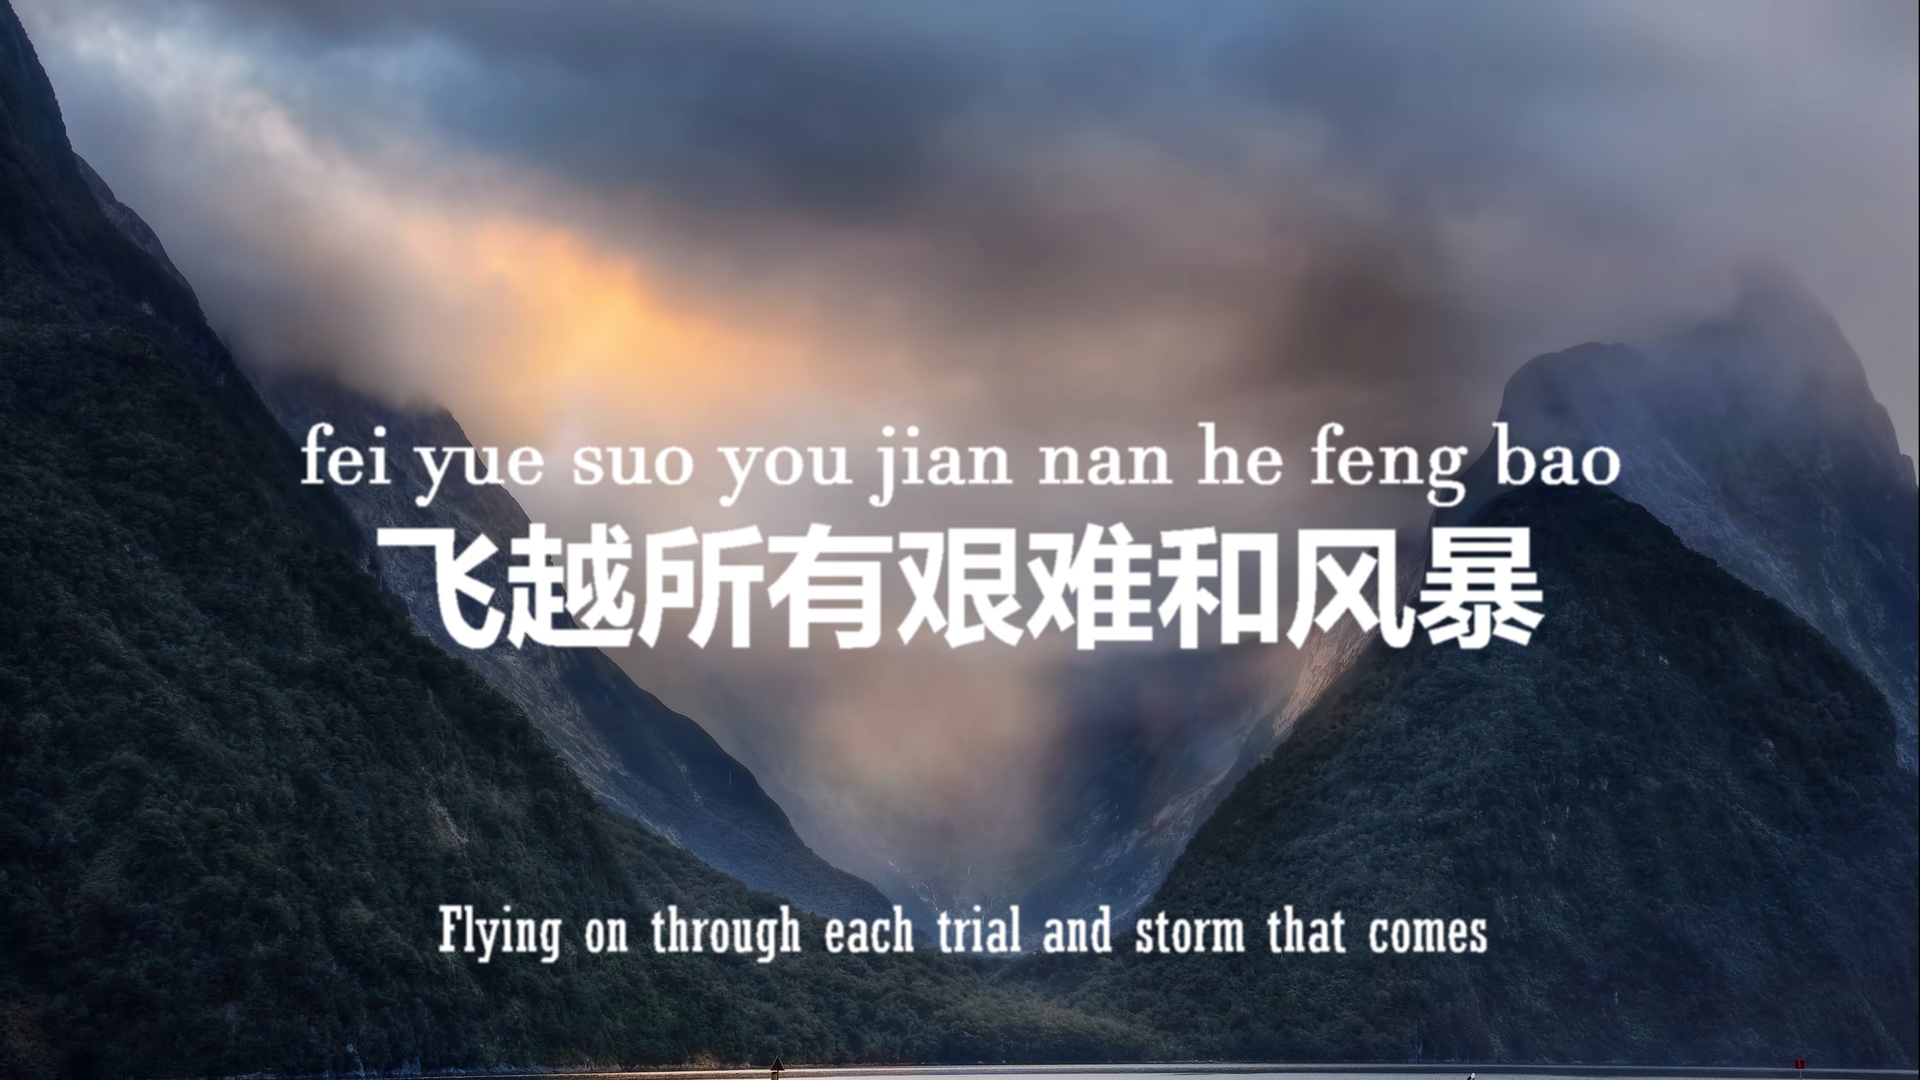 fei yue suo you jian nan he feng bao
飞越所有艰难和风暴
Flying on through each trial and storm that comes